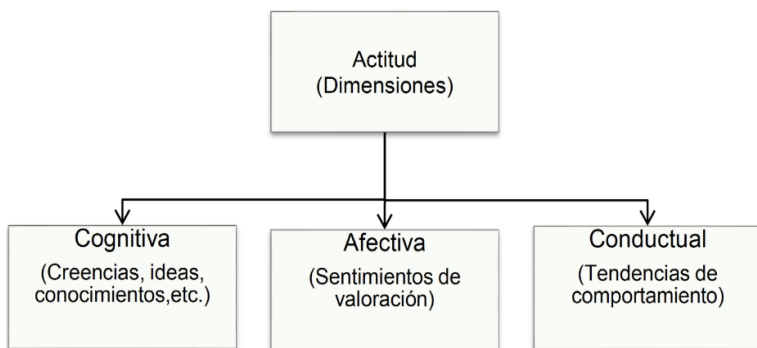 Actitud
(Dimensiones)
Cognitiva
(Creencias, ideas,
conocimientos,etc.)
Afectiva
(Sentimientos de
valoración)
Conductual
(Tendencias de
comportamiento)